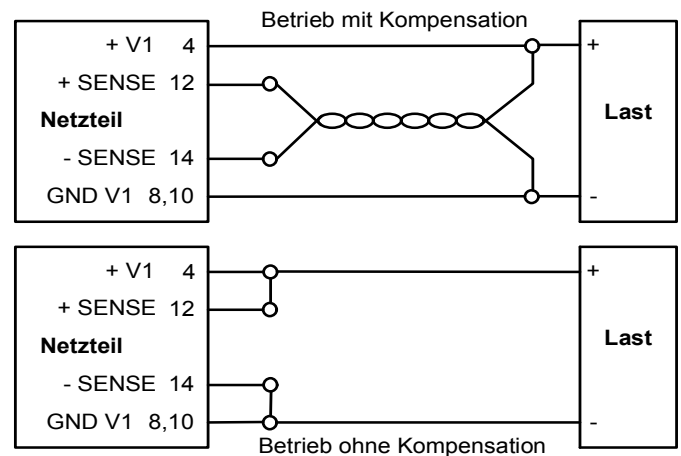 Betrieb mit Kompensation
+ V1 4
+
+ SENSE 12
Netzteil
Last
- SENSE 14
GND V1 8,10
-
+ V1 4
+
+ SENSE 12
Netzteil
Last
- SENSE 14
GND V1 8,10
-
Betrieb ohne Kompensation